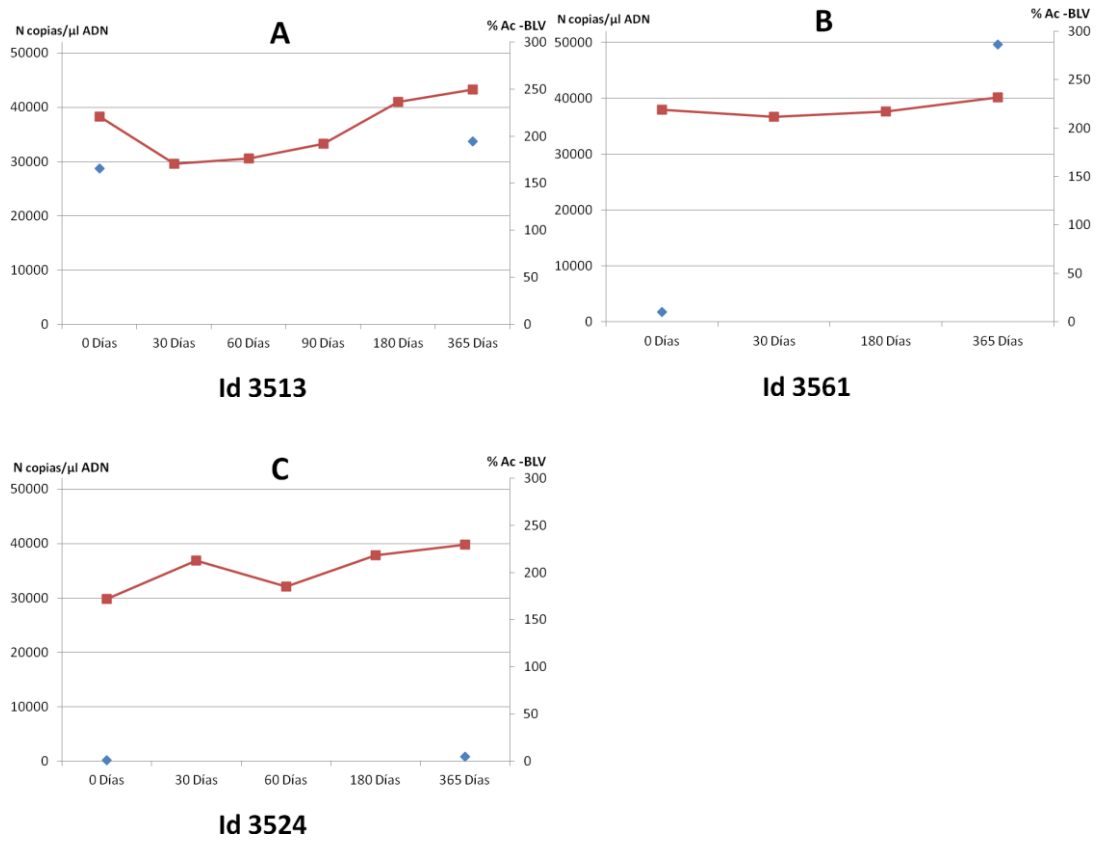 A
N copias/µl ADN
% Ac -BLV
50000
40000
30000
20000
10000
0
300
250
200
150
100
50
0
0 Días 30 Días 60 Días 90 Días 180 Días 365 Días
Id 3513
B
N copias/µl ADN
% Ac -BLV
50000
40000
30000
20000
10000
0
300
250
200
150
100
50
0
0 Días 30 Días 180 Días 365 Días
Id 3561
C
N copias/µl ADN
% Ac -BLV
50000
40000
30000
20000
10000
0
300
250
200
150
100
50
0
0 Días 30 Días 60 Días 180 Días 365 Días
Id 3524